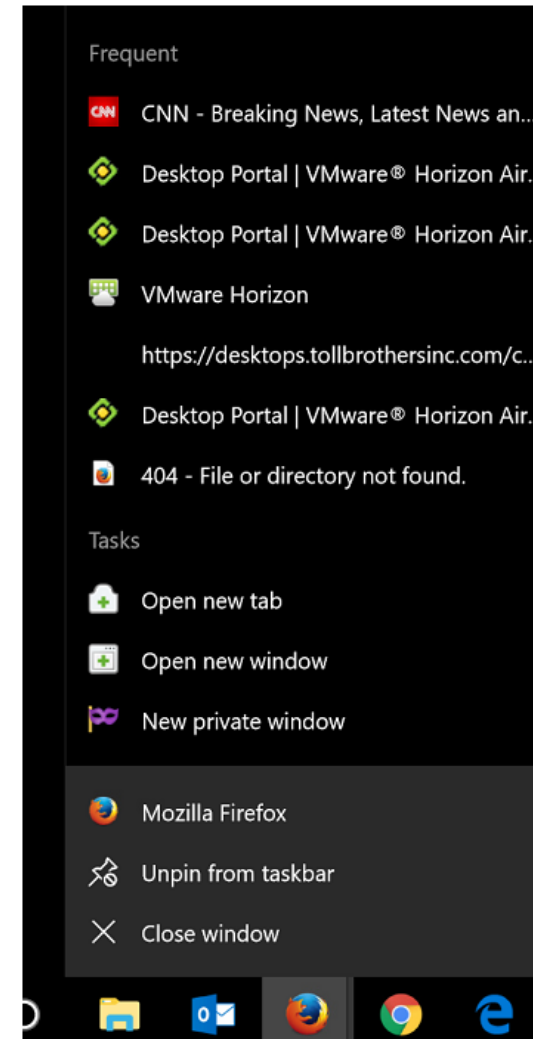 Frequent
CNN CNN - Breaking News, Latest News an...
Desktop Portal | VMware® Horizon Air.
Desktop Portal | VMware® Horizon Air.
VMware Horizon
https://desktops.tollbrothersinc.com/c...
Desktop Portal | VMware® Horizon Air.
404 - File or directory not found.
Tasks
Open new tab
Open new window
New private window
Mozilla Firefox
Unpin from taskbar
Close window